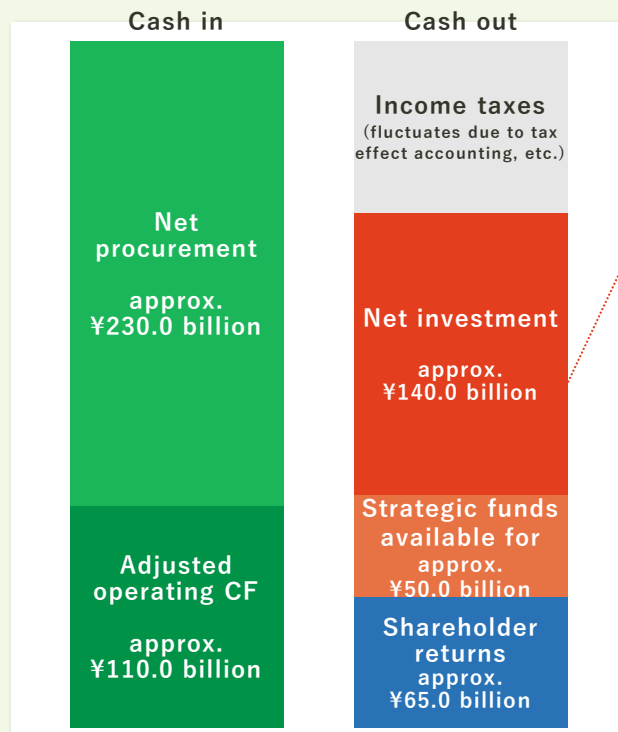 Cash in
Net
procurement
approx.
¥230.0 billion
Adjusted
operating CF
approx.
¥110.0 billion
Cash out
Income taxes
(fluctuates due to tax
effect accounting, etc.)
Net investment
approx.
¥140.0 billion
Strategic funds
available for
approx.
¥50.0 billion
Shareholder
returns
approx.
¥65.0 billion